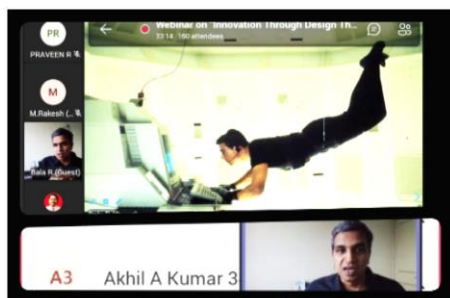 Webinar on "Innovation Through Design Th...
33:14 160 attendees
PR
PRAVEEN R
M
M.Rakesh (...
Bala R (Guest)
A3
Akhil A Kumar 3